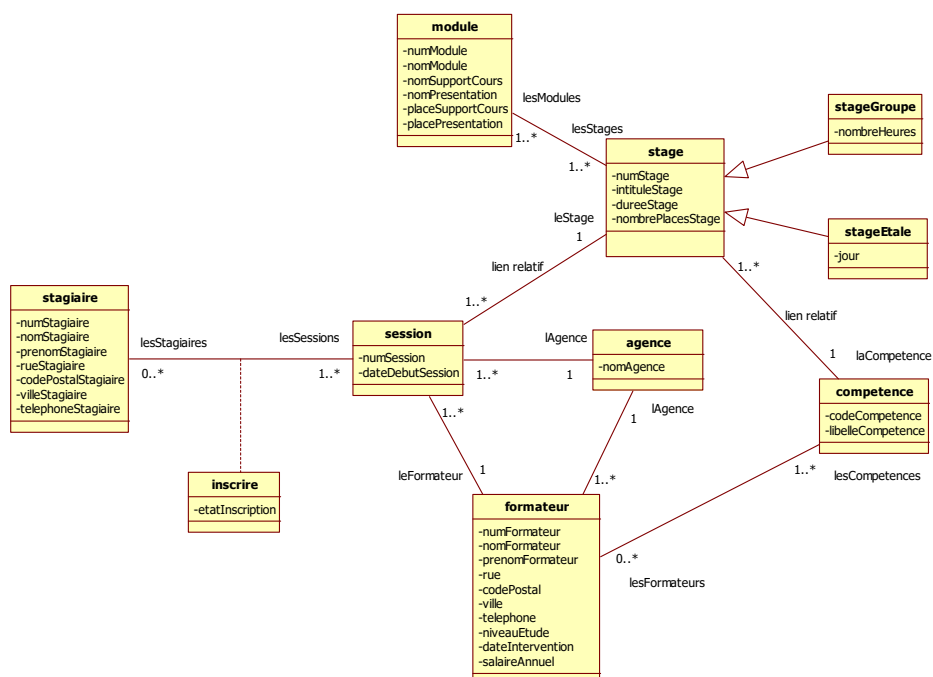 module
-numModule
-nomModule
-nomSupportCours
-nomPresentation
-placeSupportCours
-placePresentation
lesModules
1..*
lesStages
1..*
stageGroupe
-nombreHeures
stage
-numStage
-intituleStage
-dureeStage
-nombrePlacesStage
stageEtale
-jour
leStage
1
lien relatif
1..*
1..*
lien relatif
1
laCompetence
stagiaire
-numStagiaire
-nomStagiaire
-prenomStagiaire
-rueStagiaire
-codePostalStagiaire
-villeStagiaire
-telephoneStagiaire
lesStagiaires
0..*
lesSessions
1..*
session
-numSession
-dateDebutSession
lAgence
1..*
1
agence
-nomAgence
lAgence
1
1..*
competence
-codeCompetence
-libelleCompetence
1..*
lesCompetences
1..*
leFormateur
1
inscrire
-etatInscription
formateur
-numFormateur
-nomFormateur
-prenomFormateur
-rue
-codePostal
-ville
-telephone
-niveauEtude
-dateIntervention
-salaireAnnuel
0..*
lesFormateurs